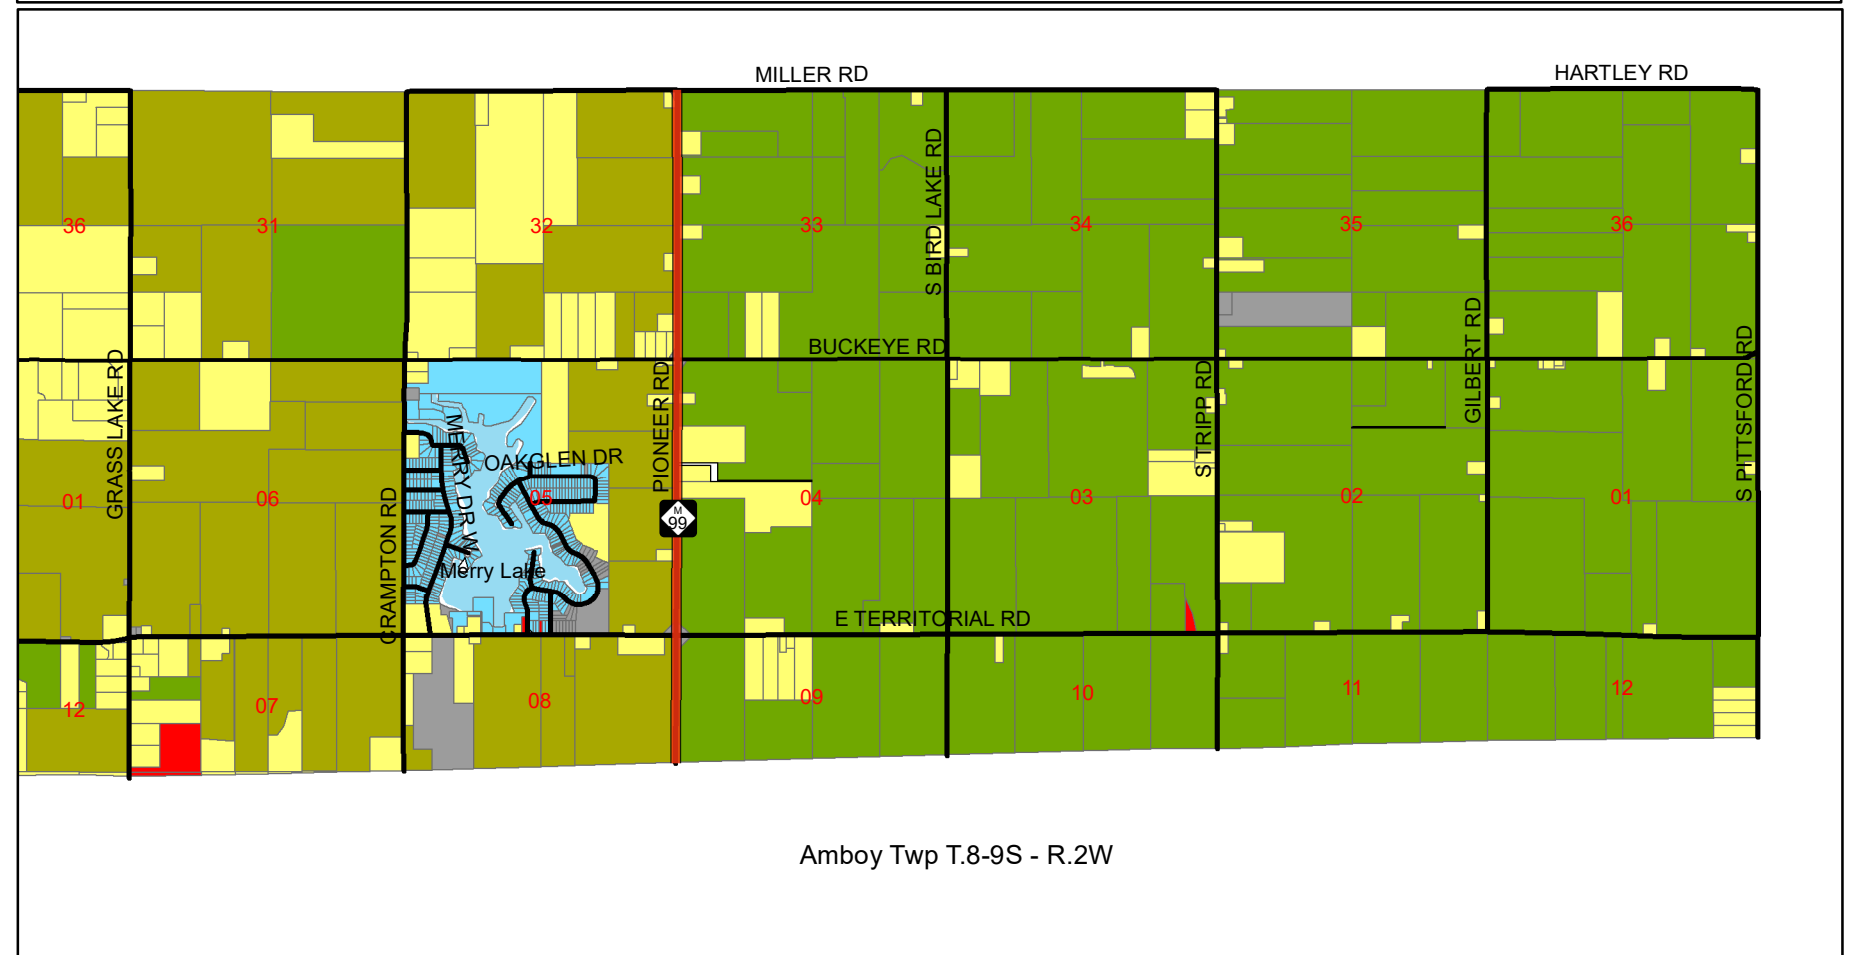 MILLER RD
HARTLEY RD
36
31
32
33
S BIRD LAKE RD
34
35
36
GRASS LAKE RD
BUCKEYE RD
GILBERT RD
S PITTSFORD RD
PIONEER RD
S TRIPP RD
MERRY DR W
OAKGLEN DR
01
06
CRAMPTON RD
05
M
99
04
03
02
01
Merry Lake
E TERRITORIAL RD
12
07
08
09
10
11
12
Amboy Twp T.8-9S - R.2W